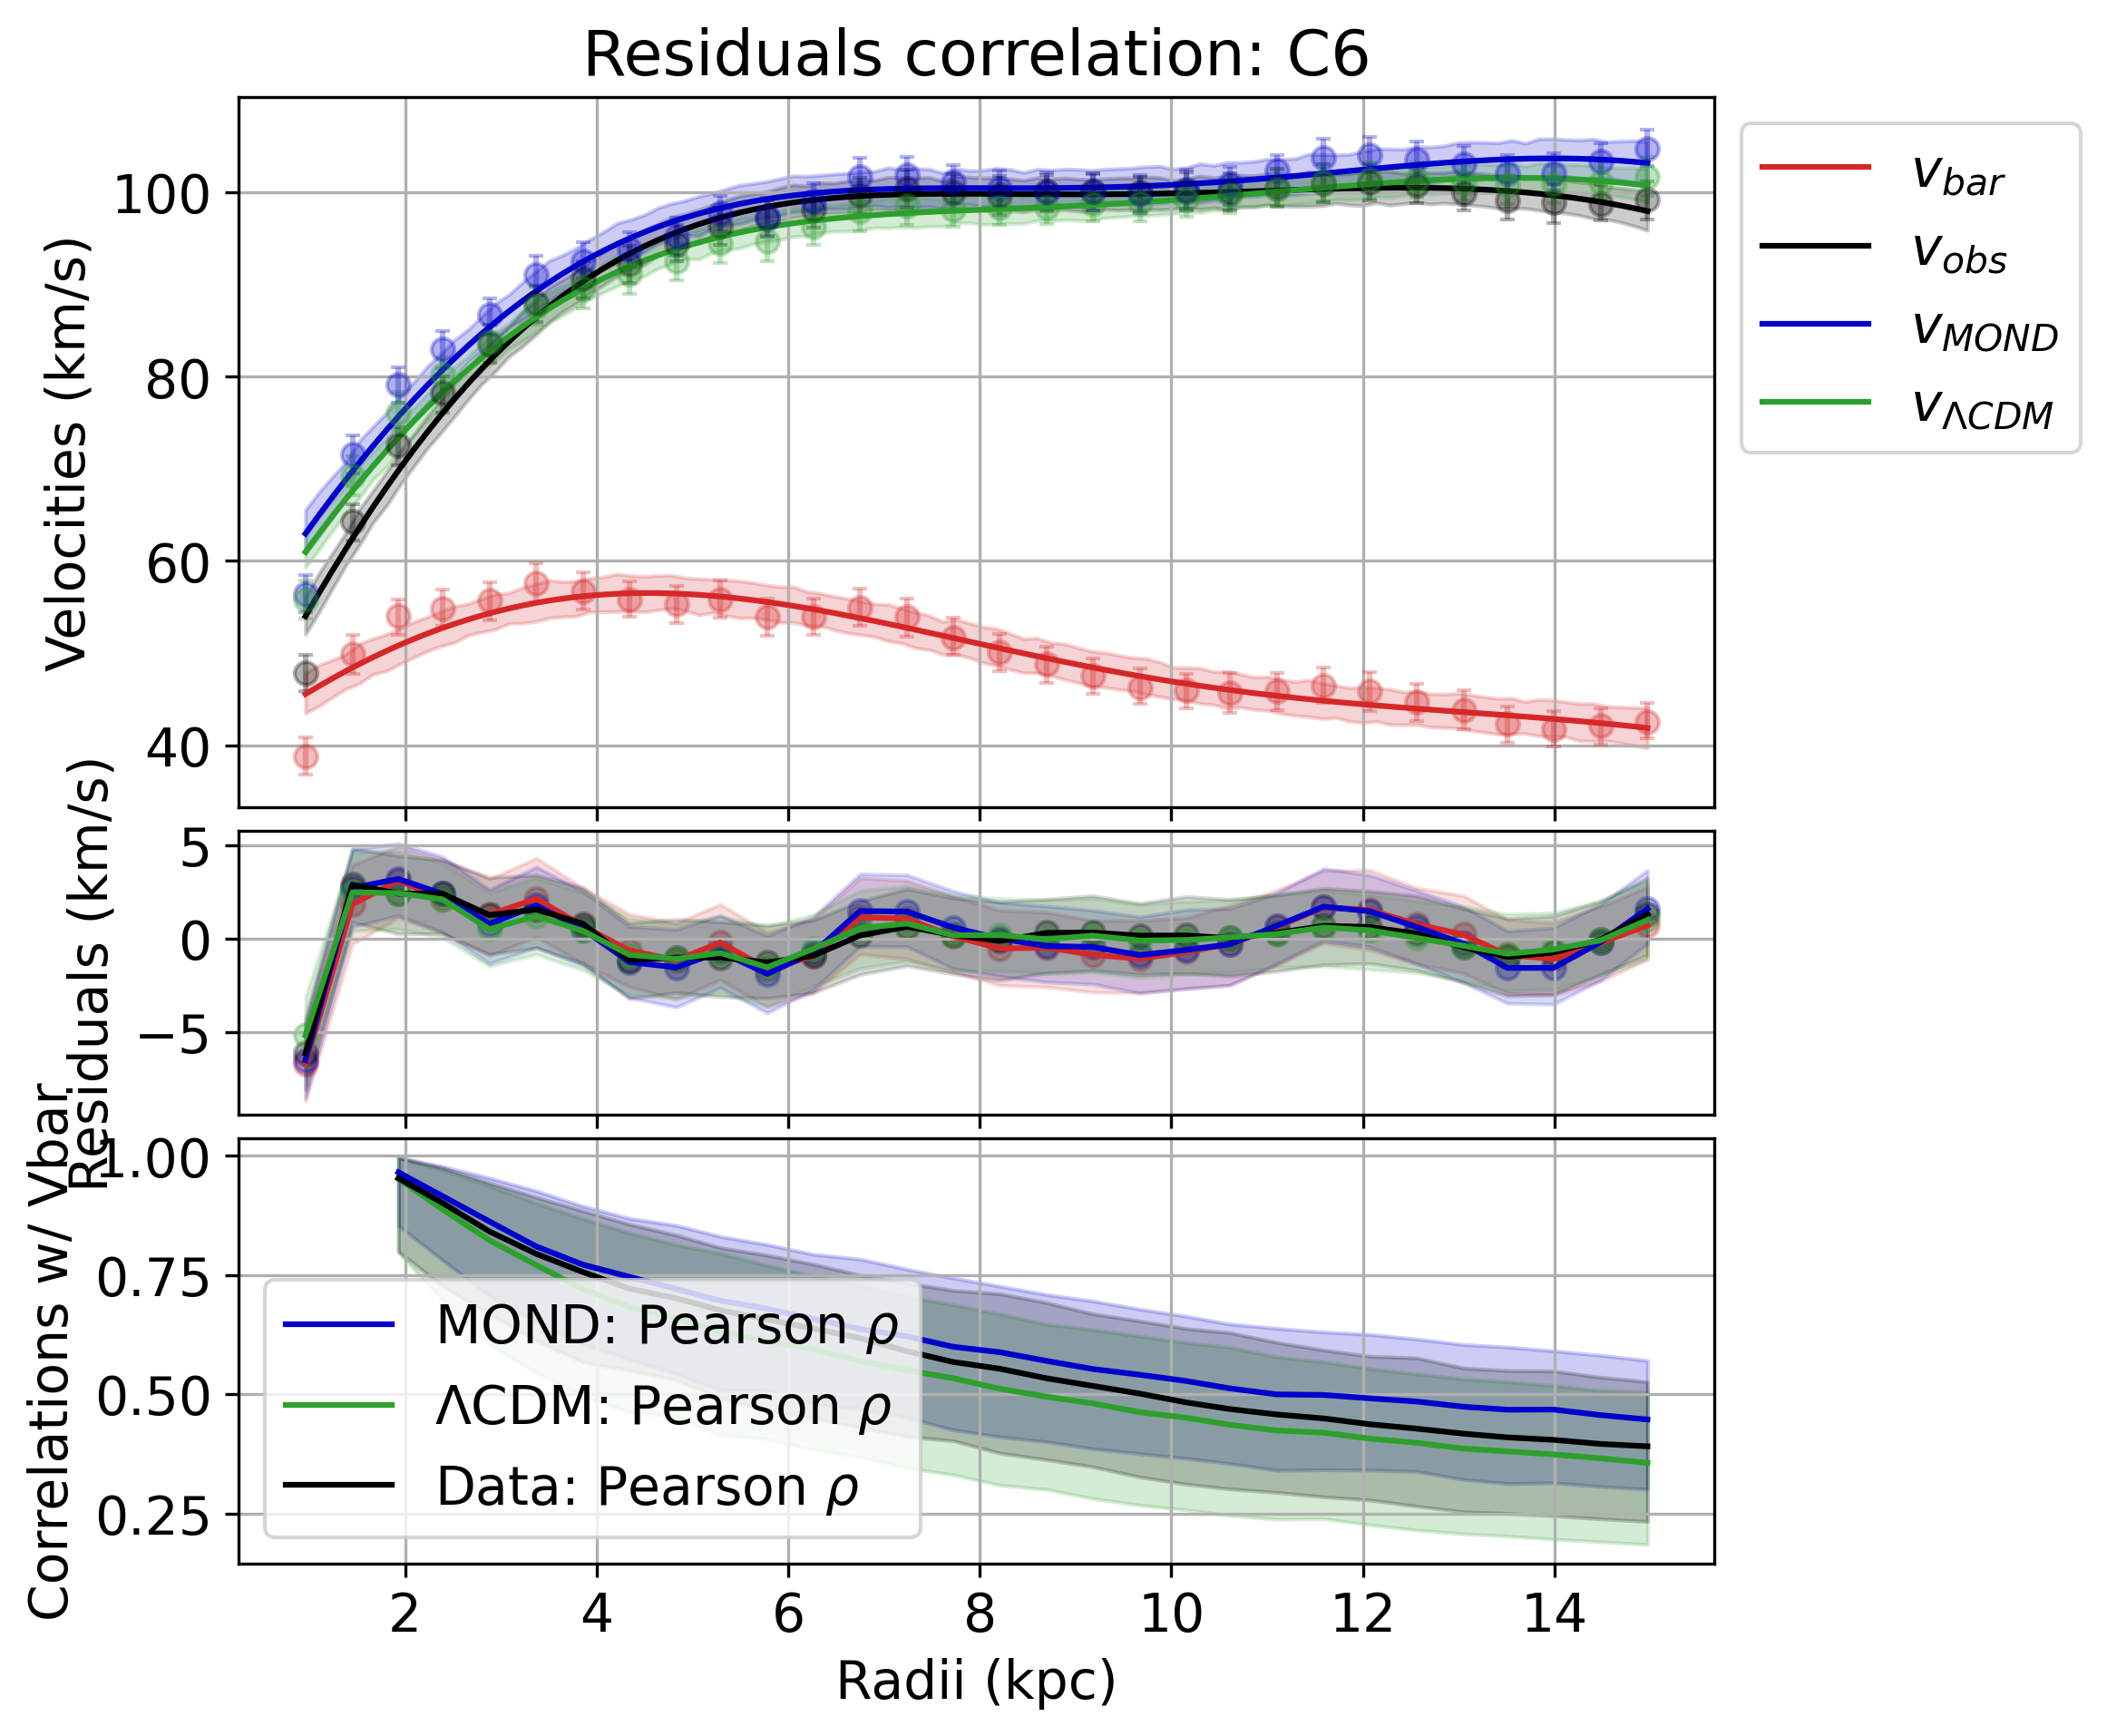 Residuals correlation: C6
Velocities (km/s)
100
80
60
40
v_bar
v_obs
v_MOND
v_ΛCDM
Residuals (km/s)
5
0
−5
Correlations w/ Vbar
1.00
0.75
0.50
0.25
MOND: Pearson ρ
ΛCDM: Pearson ρ
Data: Pearson ρ
2 4 6 8 10 12 14
Radii (kpc)